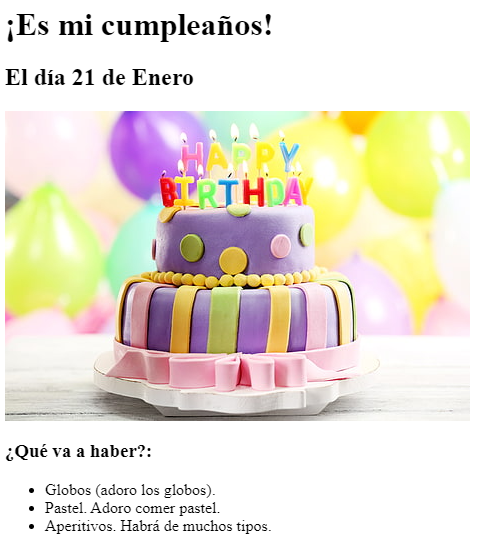 ¡Es mi cumpleaños!
El día 21 de Enero
HAPPY
BIRTHDAY
¿Qué va a haber?:
Globos (adoro los globos).
Pastel. Adoro comer pastel.
Aperitivos. Habrá de muchos tipos.